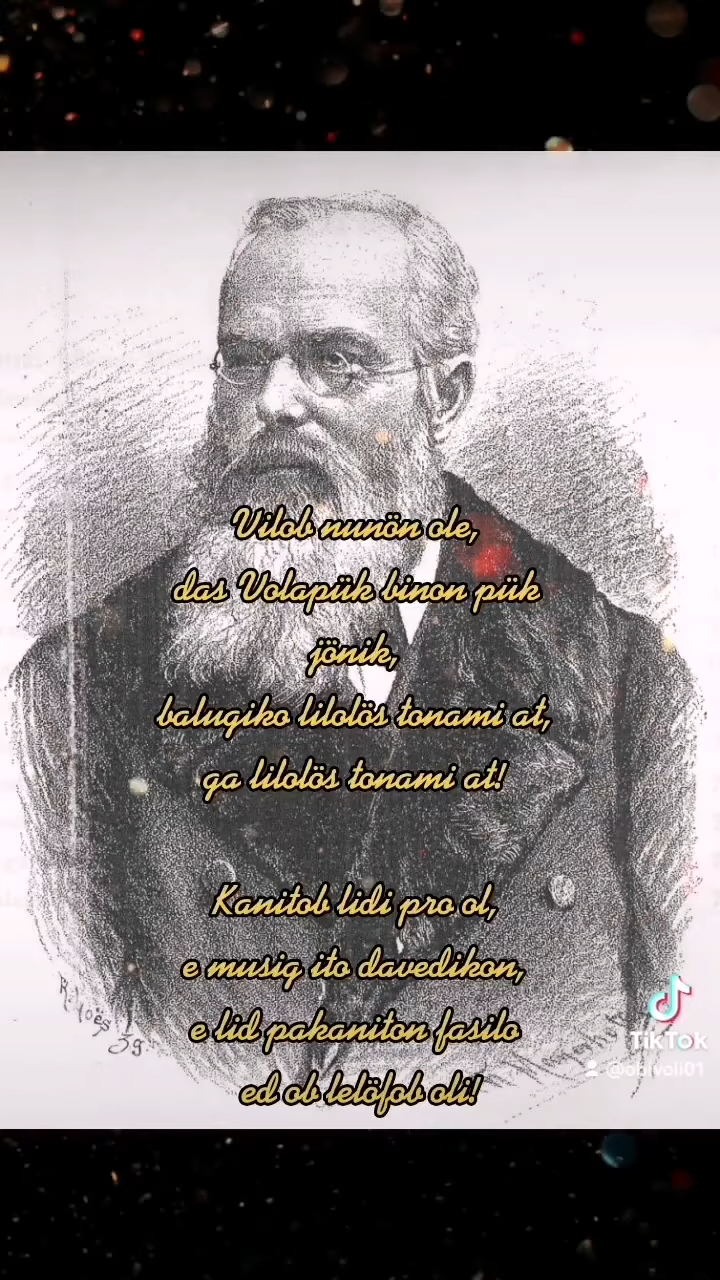 Vilob nunön ole,
das Volapük binon pük
jönik,
balugiko lilolös tonami at,
ga lilolös tonami at!
Kanitob lidi pro ol,
e musig ito davedikon,
e lid pakaniton fasilo
ed ob lelöfob oli!
TikTok